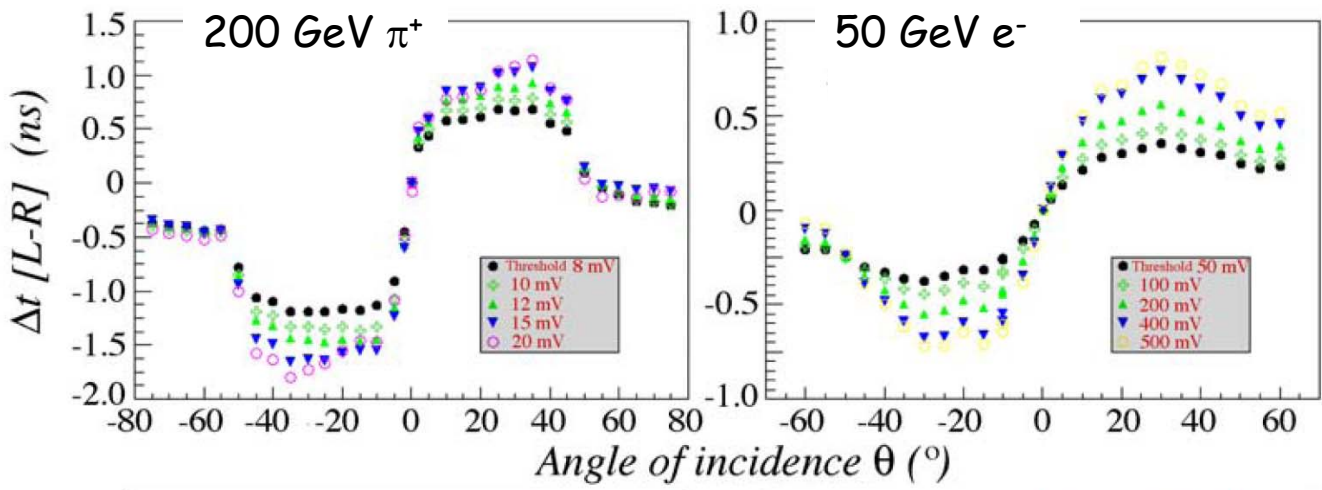 200 GeV π⁺
50 GeV e⁻
Δt [L-R] (ns)
1.5
1.0
0.5
0
-0.5
-1.0
-1.5
-2.0
Threshold 8 mV
10 mV
12 mV
15 mV
20 mV
-80 -60 -40 -20 0 20 40 60 80
1.0
0.5
0
-0.5
-1.0
Threshold 50 mV
100 mV
200 mV
400 mV
500 mV
-60 -40 -20 0 20 40 60
Angle of incidence θ (°)